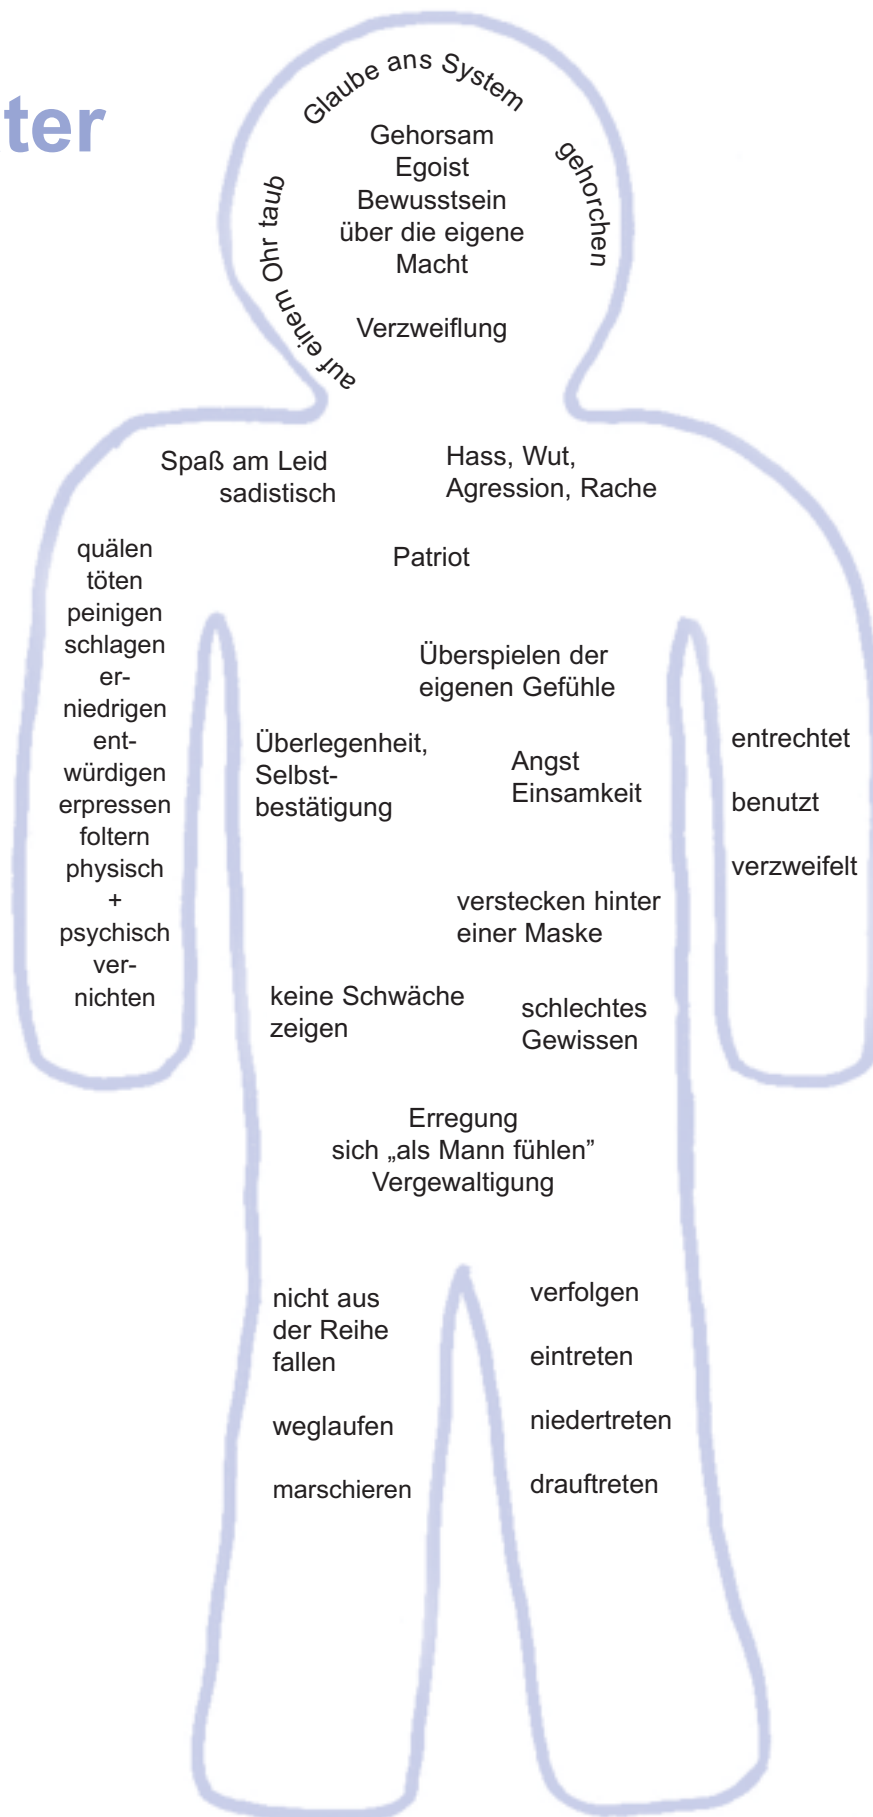 ter
Glaube ans System
Gehorsam
Egoist
Bewusstsein
über die eigene
Macht
gehorchen
auf einem Ohr taub
Verzweiflung
Spaß am Leid
sadistisch
Hass, Wut,
Agression, Rache
Patriot
quälen
töten
peinigen
schlagen
er-
niedrigen
ent-
würdigen
erpressen
foltern
physisch
+
psychisch
ver-
nichten
Überspielen der
eigenen Gefühle
Überlegenheit,
Selbst-
bestätigung
Angst
Einsamkeit
entrechtet
benutzt
verzweifelt
verstecken hinter
einer Maske
keine Schwäche
zeigen
schlechtes
Gewissen
Erregung
sich „als Mann fühlen”
Vergewaltigung
nicht aus
der Reihe
fallen
weglaufen
marschieren
verfolgen
eintreten
niedertreten
drauftreten